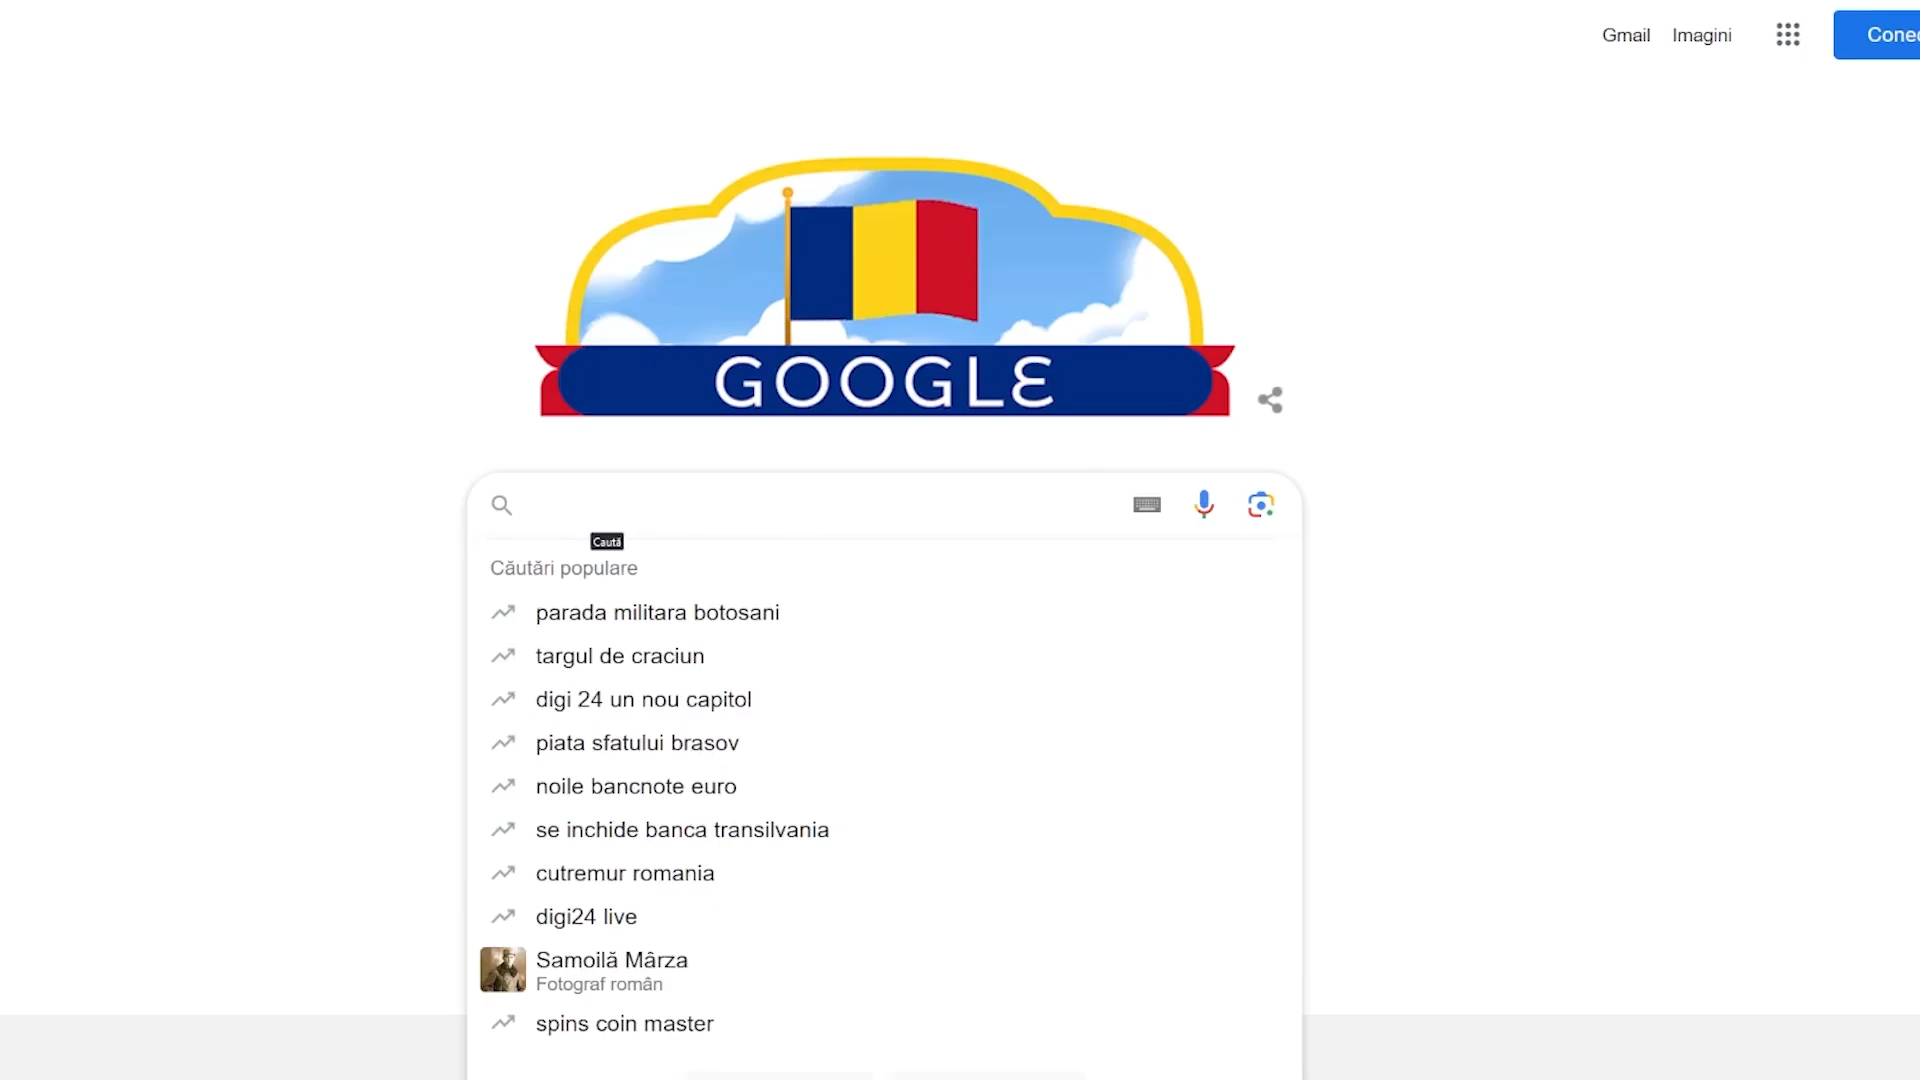 Gmail Imagini
GOOGLE
Caută
Căutări populare
parada militara botosani
targul de craciun
digi 24 un nou capitol
piata sfatului brasov
noile bancnote euro
se inchide banca transilvania
cutremur romania
digi24 live
Samoilă Mârza
Fotograf român
spins coin master